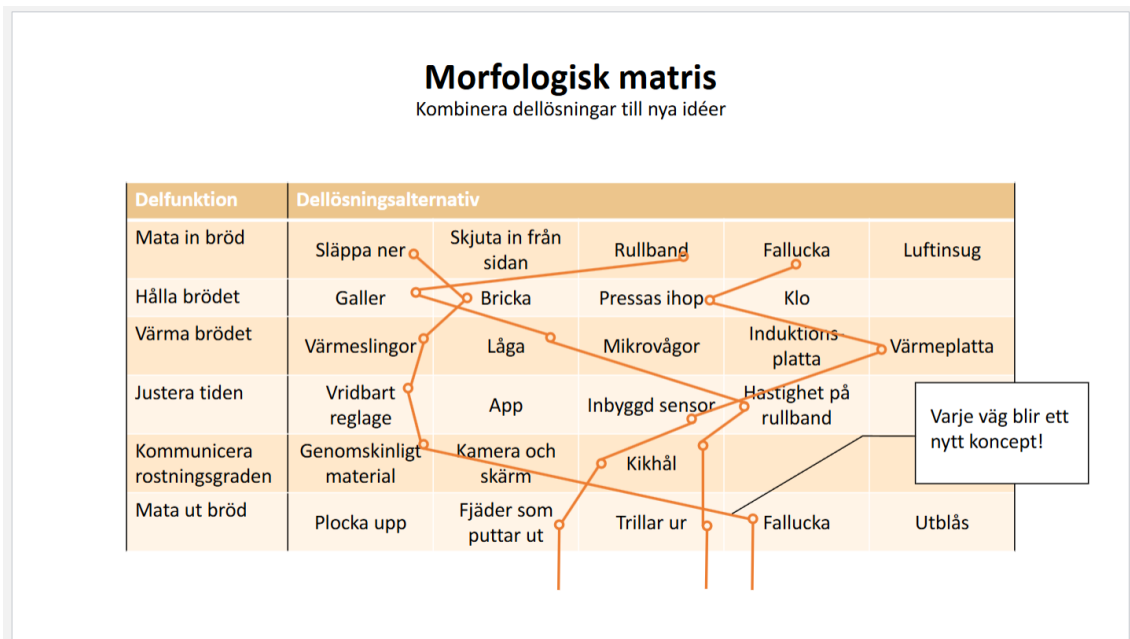 Morfologisk matris
Kombinera dellösningar till nya idéer
Delfunktion Dellösningsalternativ
Mata in bröd
Släppa ner
Skjuta in från
sidan
Rullband
Fallucka
Luftinsug
Hålla brödet
Galler
Bricka
Pressas ihop
Klo
Värma brödet
Värmeslingor
Låga
Mikrovågor
Induktions-
platta
Värmeplatta
Justera tiden
Vridbart
reglage
App
Inbyggd sensor
Hastighet på
rullband
Varje väg blir ett
nytt koncept!
Kommunicera
rostningsgraden
Genomskinligt
material
Kamera och
skärm
Kikhål
Mata ut bröd
Plocka upp
Fjäder som
puttar ut
Trillar ur
Fallucka
Utblås